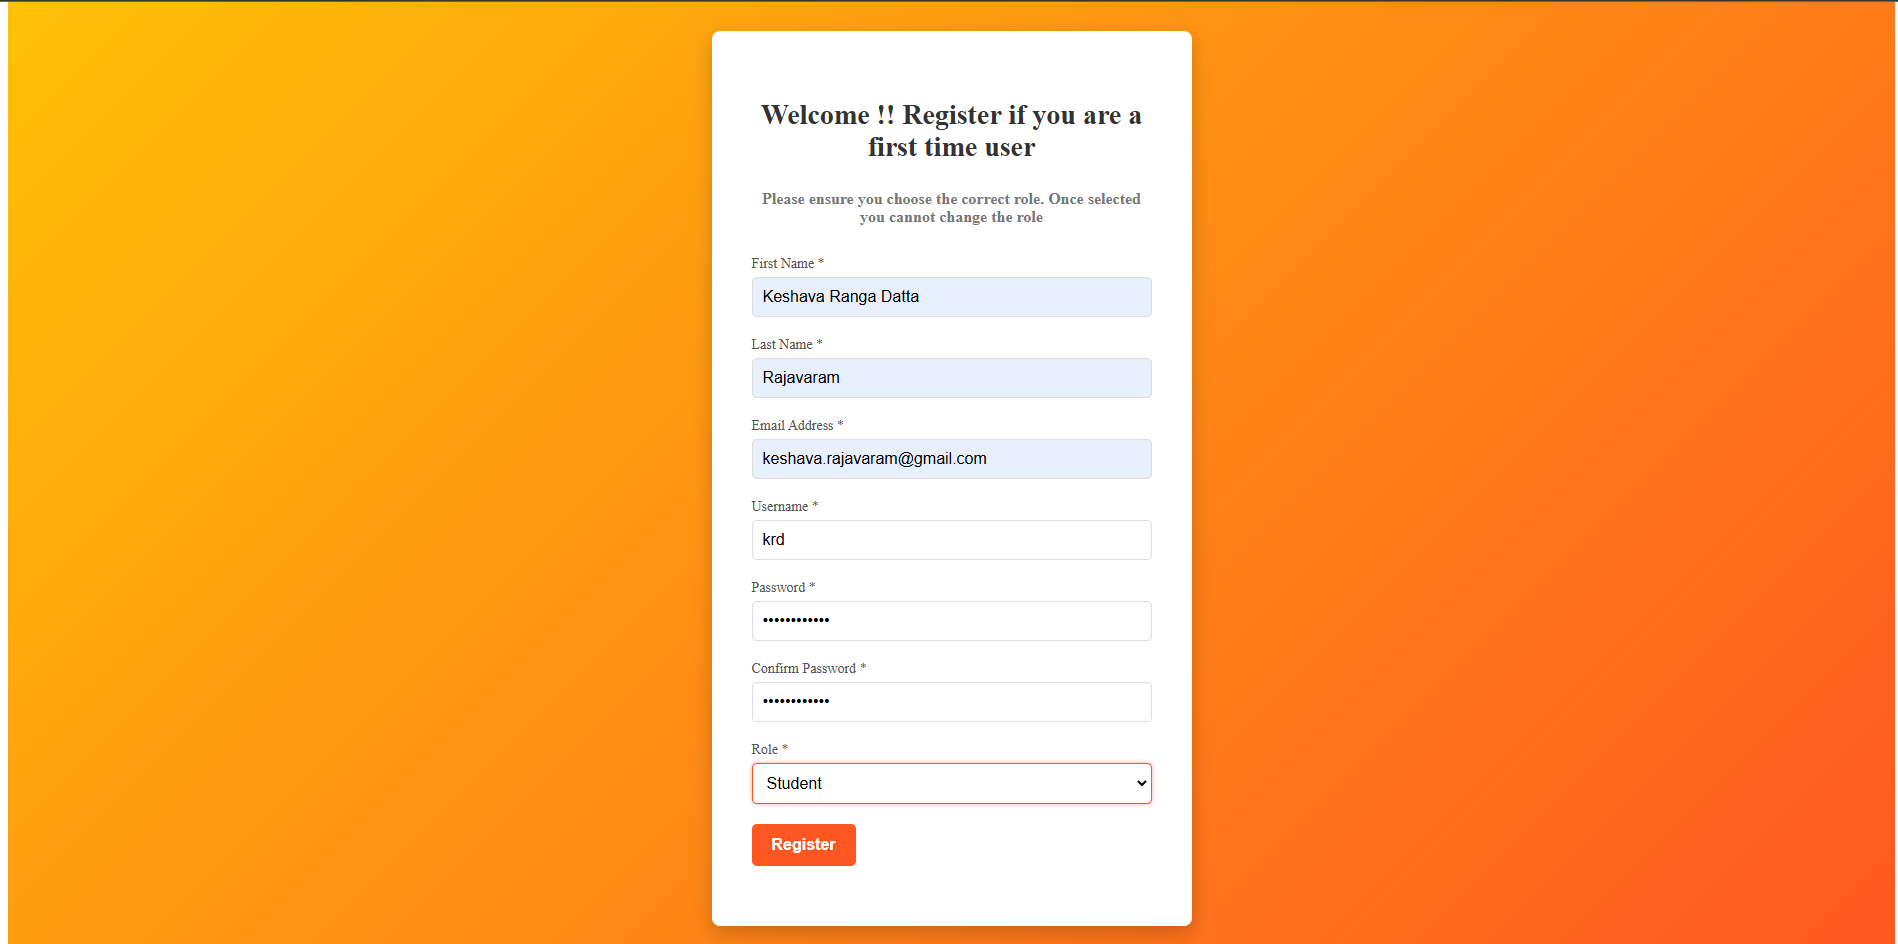 Welcome !! Register if you are a
first time user
Please ensure you choose the correct role. Once selected
you cannot change the role
First Name *
Keshava Ranga Datta
Last Name *
Rajavaram
Email Address *
keshava.rajavaram@gmail.com
Username *
krd
Password *
••••••••••••
Confirm Password *
••••••••••••
Role *
Student
Register